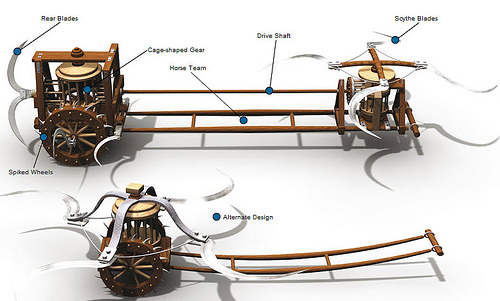 Rear Blades
Scythe Blades
Drive Shaft
Cage-shaped Gear
Horse Team
Spiked Wheels
Alternate Design